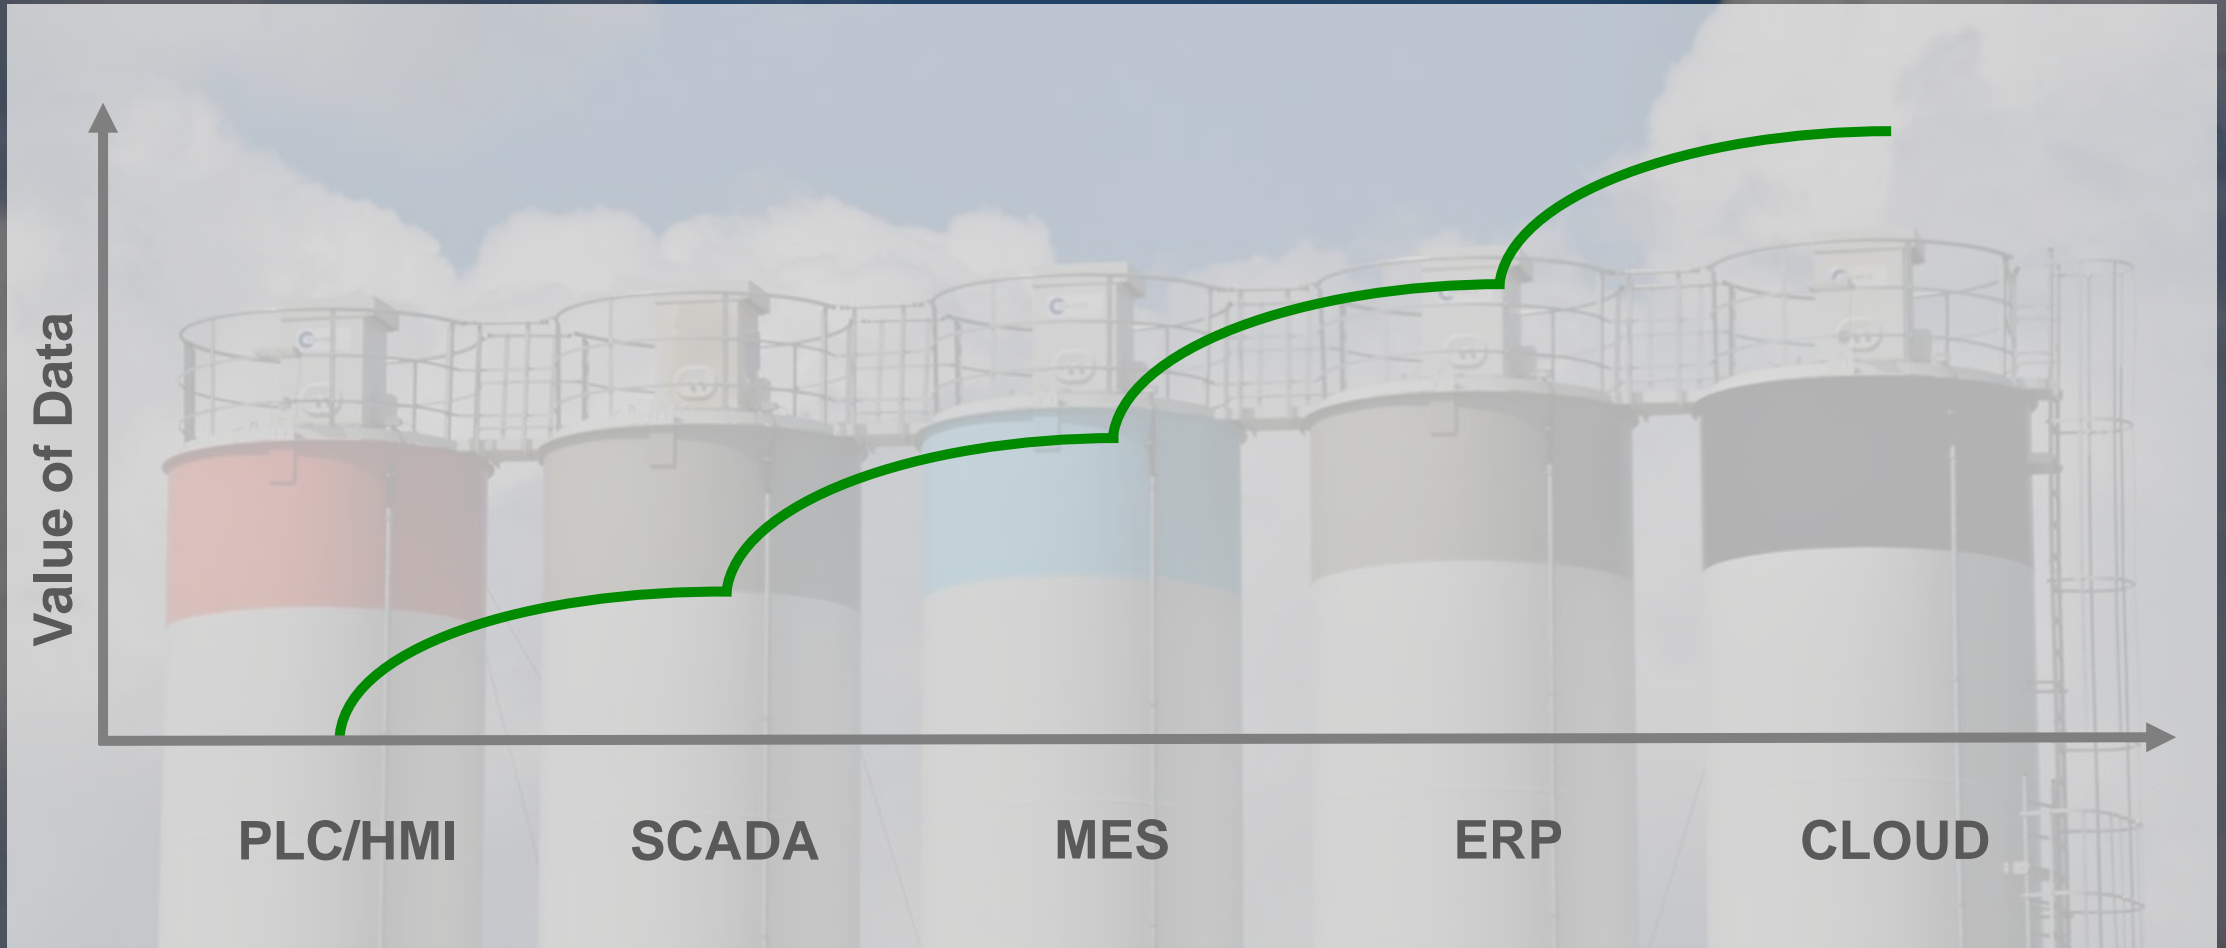 Value of Data
PLC/HMI
SCADA
MES
ERP
CLOUD